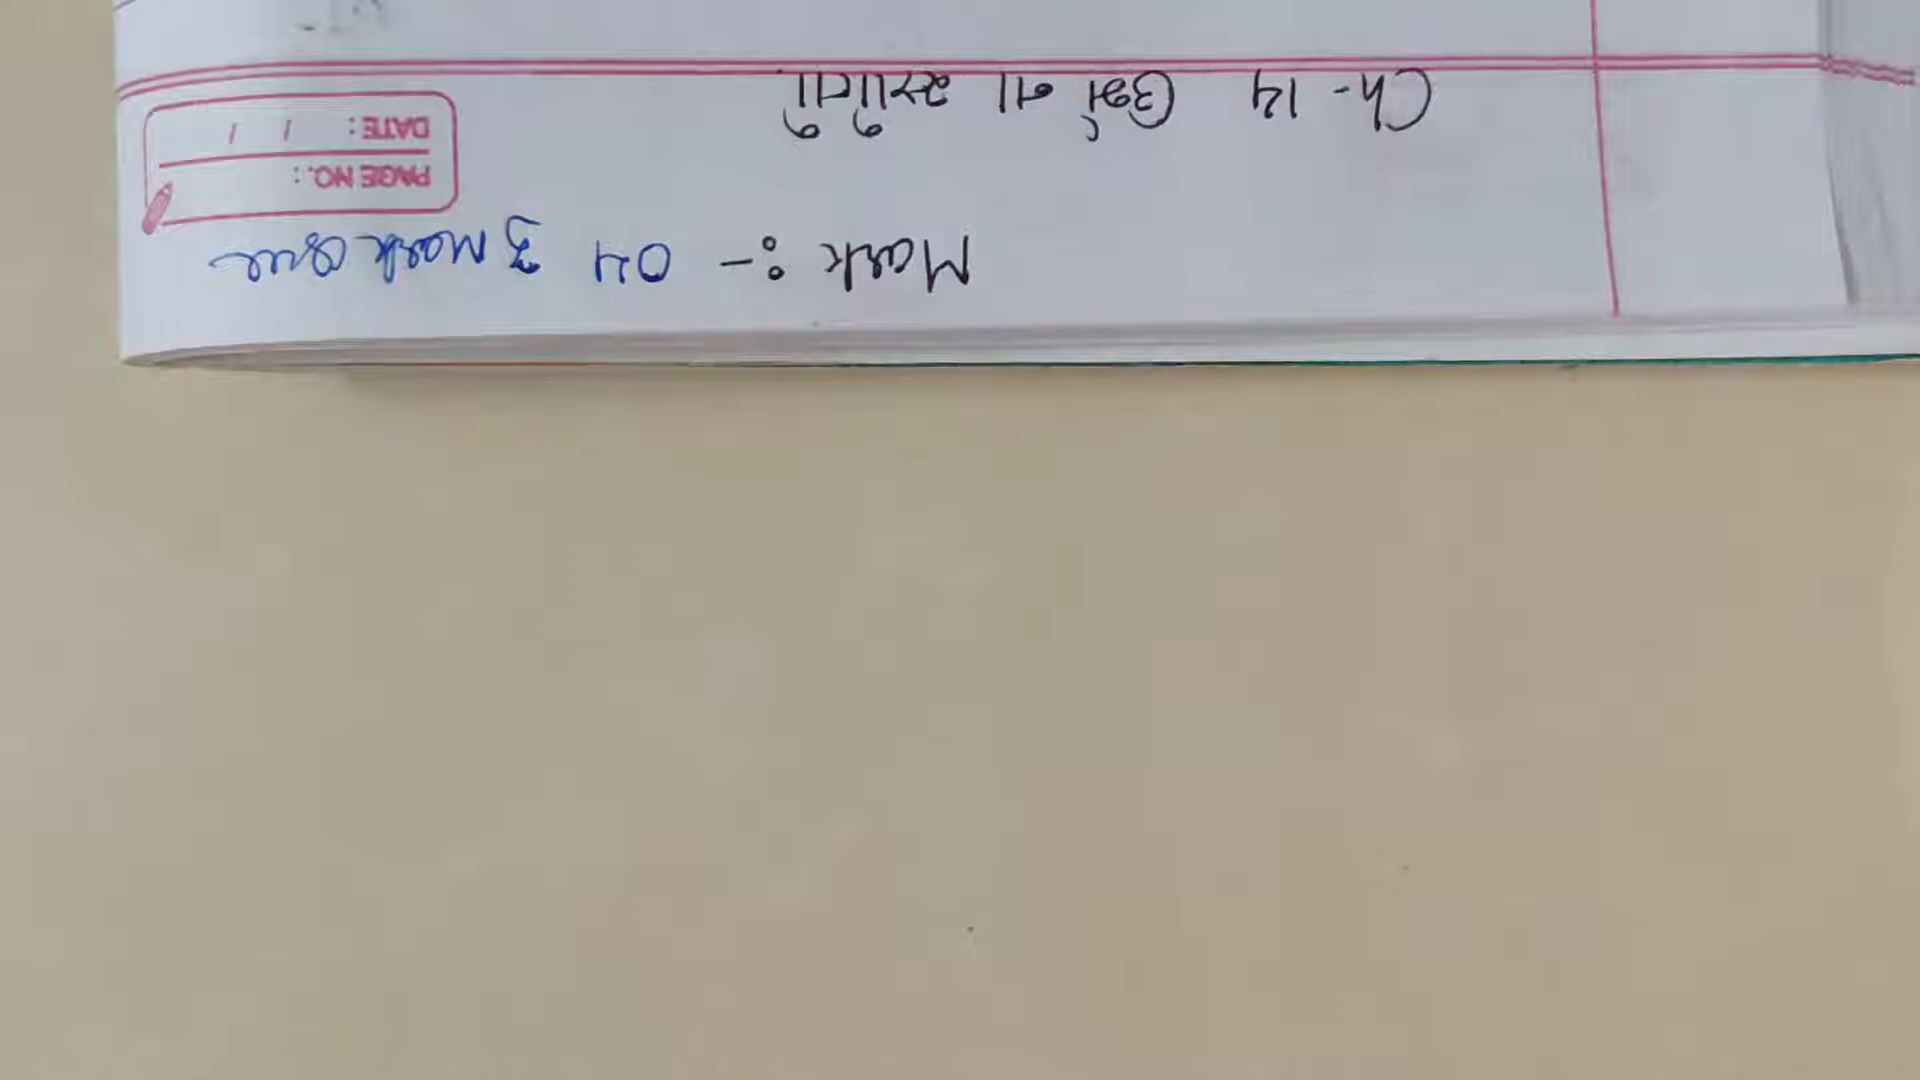 Mark :- 04 3 Mark Que
PAGE NO.:
DATE: / /
Ch-14 ઉર્જા ના સ્ત્રોતો